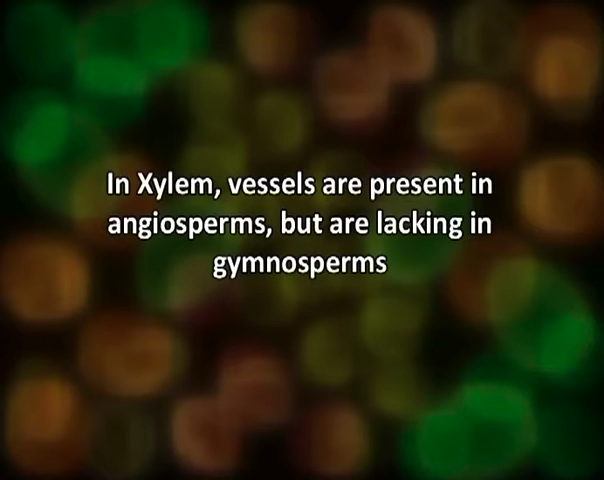 In Xylem, vessels are present in
angiosperms, but are lacking in
gymnosperms